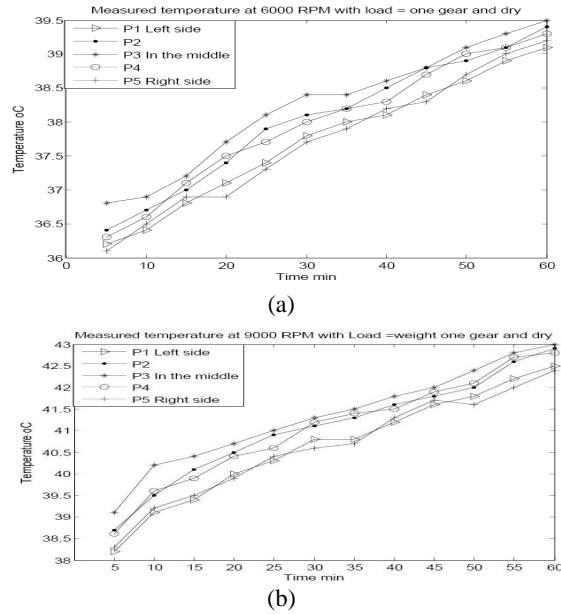 Measured temperature at 6000 RPM with load = one gear and dry
39.5
39
38.5
38
37.5
37
36.5
36
Temperature oC
P1 Left side
P2
P3 In the middle
P4
P5 Right side
0 10 20 30 40 50 60
Time min
(a)
Measured temperature at 9000 RPM with Load =weight one gear and dry
43
42.5
42
41.5
41
40.5
40
39.5
39
38.5
38
Temperature oC
P1 Left side
P2
P3 In the middle
P4
P5 Right side
5 10 15 20 25 30 35 40 45 50 55 60
Time min
(b)